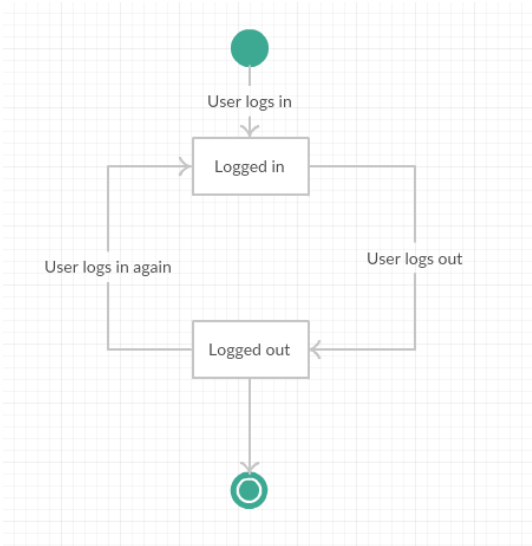 User logs in
Logged in
User logs out
User logs in again
Logged out